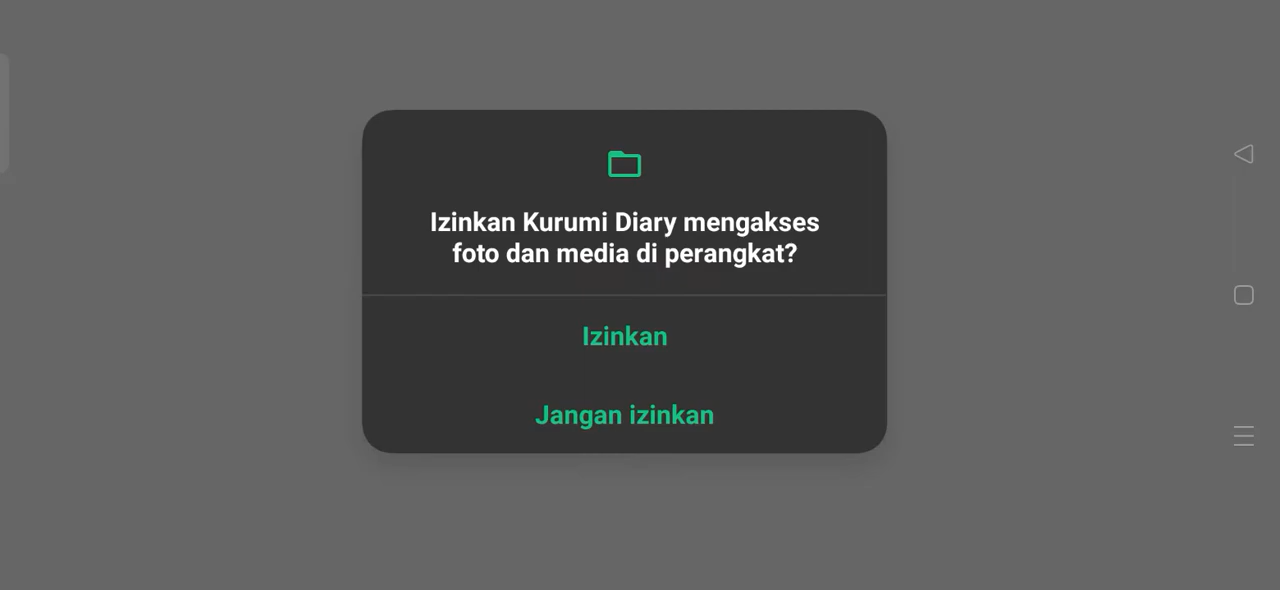 Izinkan Kurumi Diary mengakses
foto dan media di perangkat?
Izinkan
Jangan izinkan